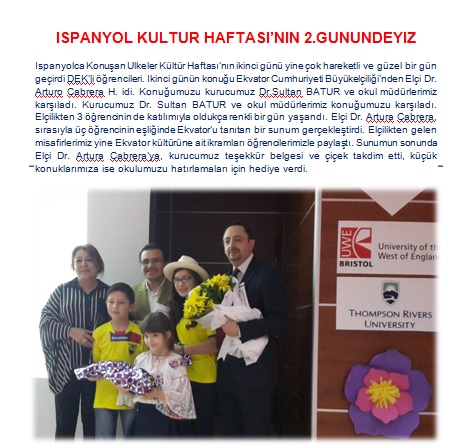 ISPANYOL KULTUR HAFTASI’NIN 2.GUNUNDEYIZ
Ispanyolca Konuşan Ulkeler Kültür Haftası’nın ikinci günü yine çok hareketli ve güzel bir gün
geçirdi DEK’li öğrencileri. Ikinci günün konuğu Ekvator Cumhuriyeti Büyükelçiliği’nden Elçi Dr.
Arturo Cabrera H. idi. Konuğumuzu kurucumuz Dr.Sultan BATUR ve okul müdürlerimiz
karşıladı. Kurucumuz Dr. Sultan BATUR ve okul müdürlerimiz konuğumuzu karşıladı.
Elçilikten 3 öğrencinin de katılımıyla oldukça renkli bir gün yaşandı. Elçi Dr. Artura Cabrera,
sırasıyla üç öğrencinin eşliğinde Ekvator’u tanıtan bir sunum gerçekleştirdi. Elçilikten gelen
misafirlerimiz yine Ekvator kültürüne ait ikramları öğrencilerimizle paylaştı. Sunumun sonunda
Elçi Dr. Artura Cabrera’ya, kurucumuz teşekkür belgesi ve çiçek takdim etti, küçük
konuklarımıza ise okulumuzu hatırlamaları için hediye verdi.
UWE
BRISTOL
University of the
West of England
THOMPSON RIVERS
UNIVERSITY